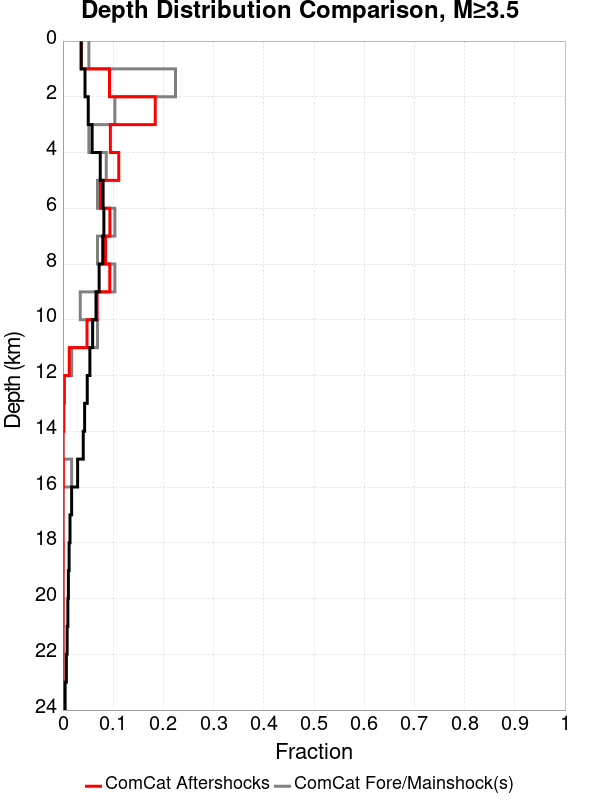 Depth Distribution Comparison, M≥3.5
0
2
4
6
8
10
12
14
16
18
20
22
24
Depth (km)
0 0.1 0.2 0.3 0.4 0.5 0.6 0.7 0.8 0.9 1
Fraction
ComCat Aftershocks ComCat Fore/Mainshock(s)